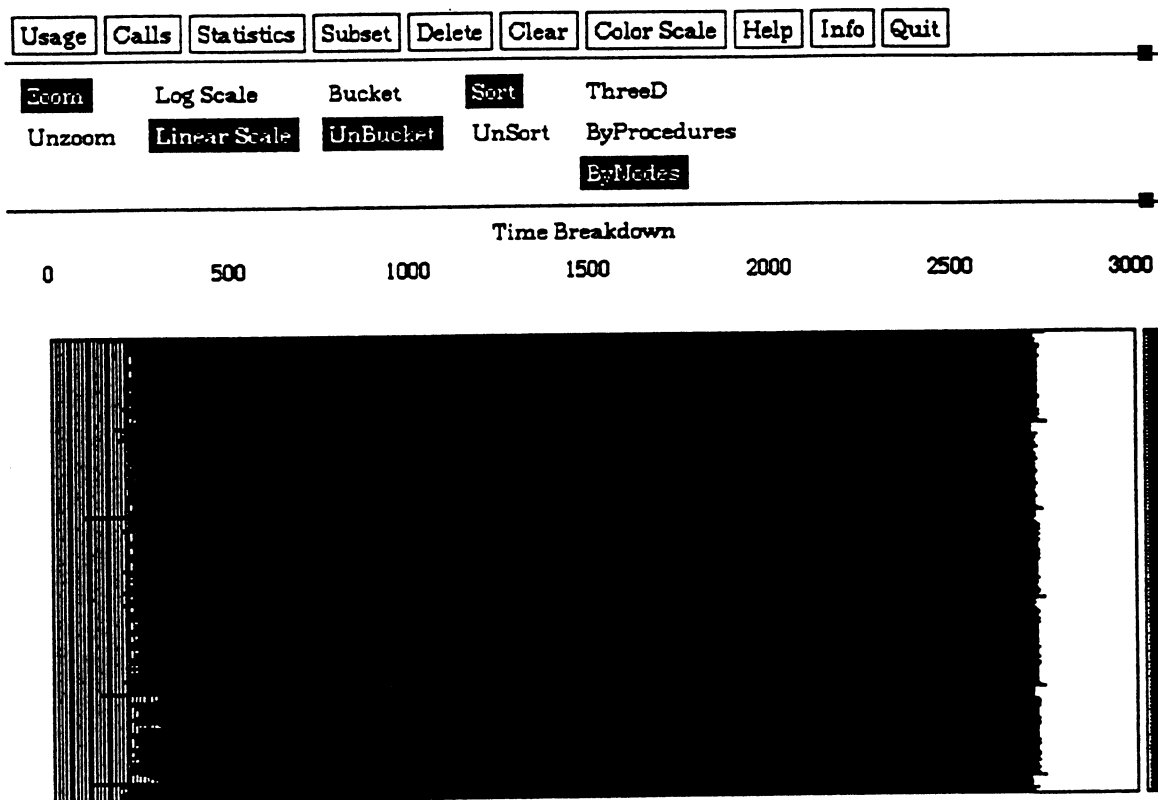 Usage Calls Statistics Subset Delete Clear Color Scale Help Info Quit
Zoom Log Scale Bucket Sort ThreeD
Unzoom Linear Scale UnBucket UnSort ByProcedures
ByNodes
Time Breakdown
0 500 1000 1500 2000 2500 3000